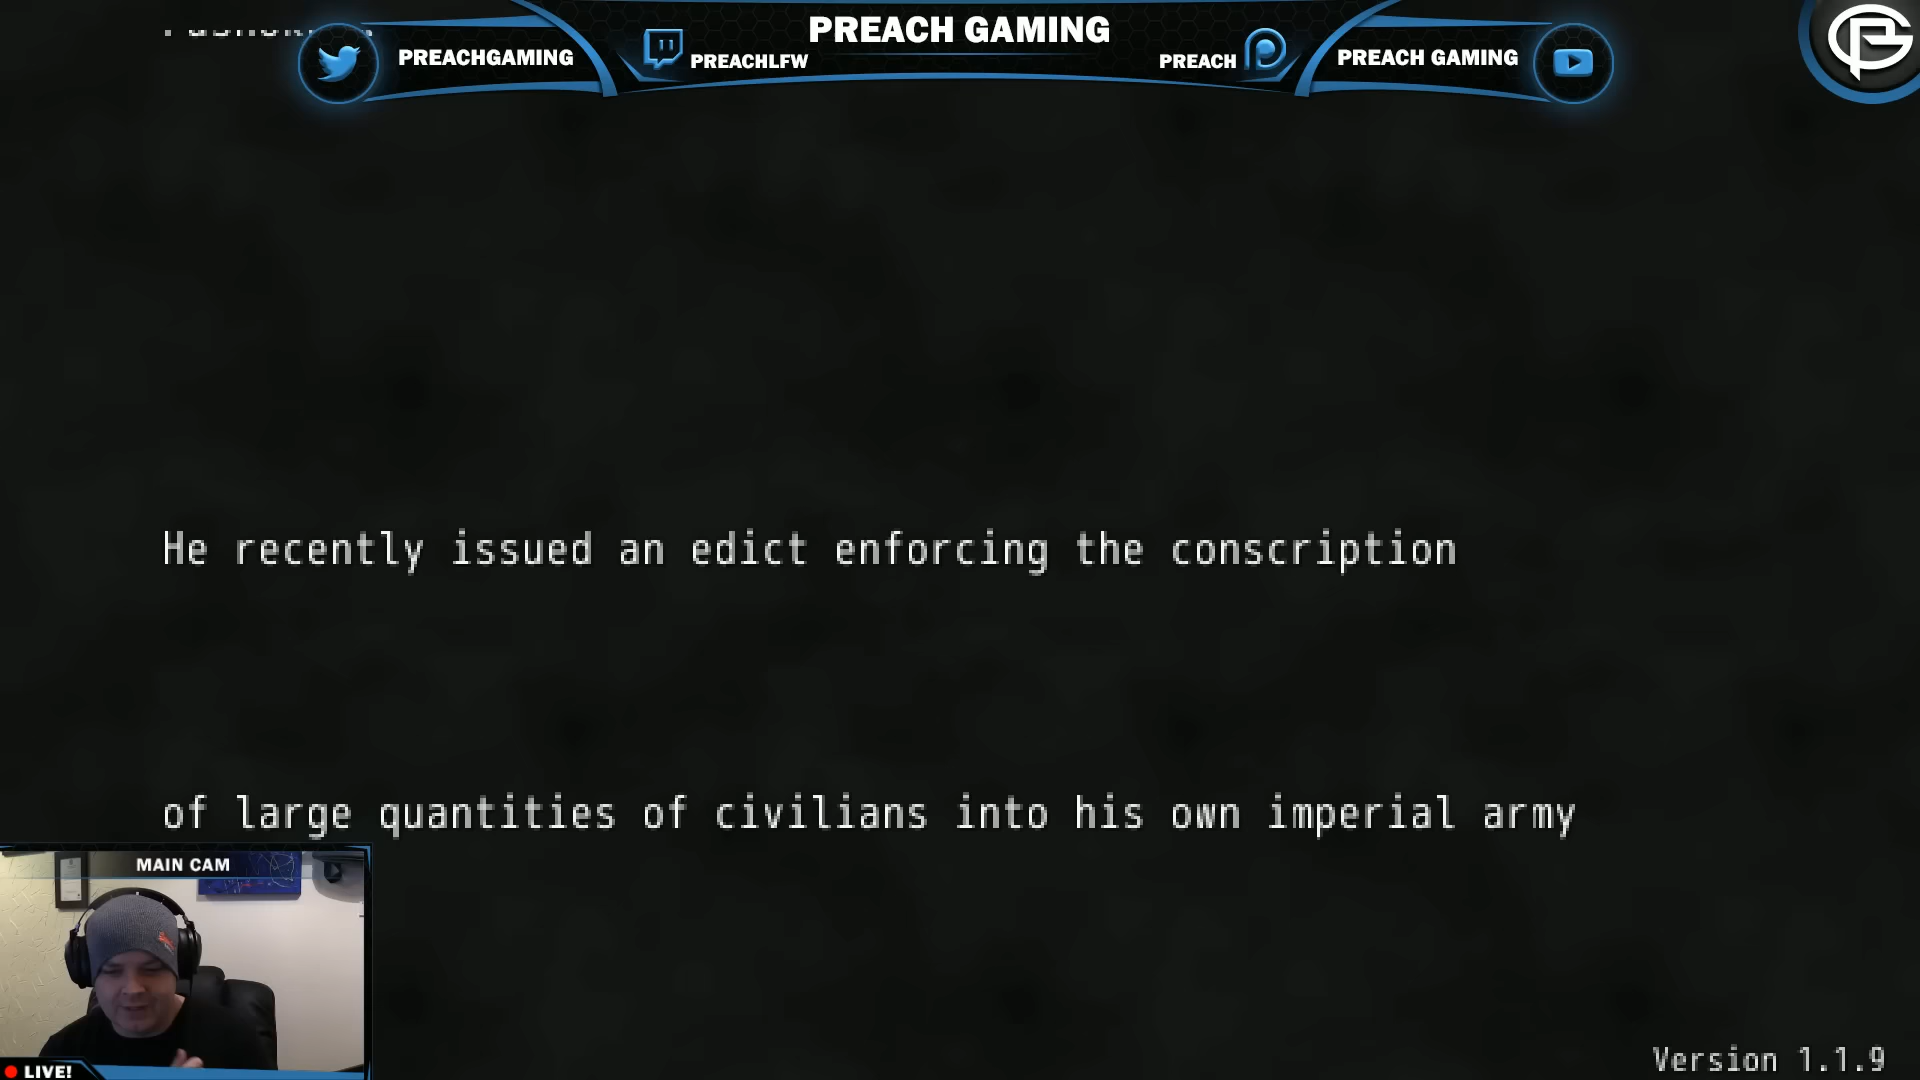 PREACH GAMING
PREACHGAMING
PREACHLFW
PREACH
PREACH GAMING
He recently issued an edict enforcing the conscription
of large quantities of civilians into his own imperial army
MAIN CAM
LIVE!
Version 1.1.9